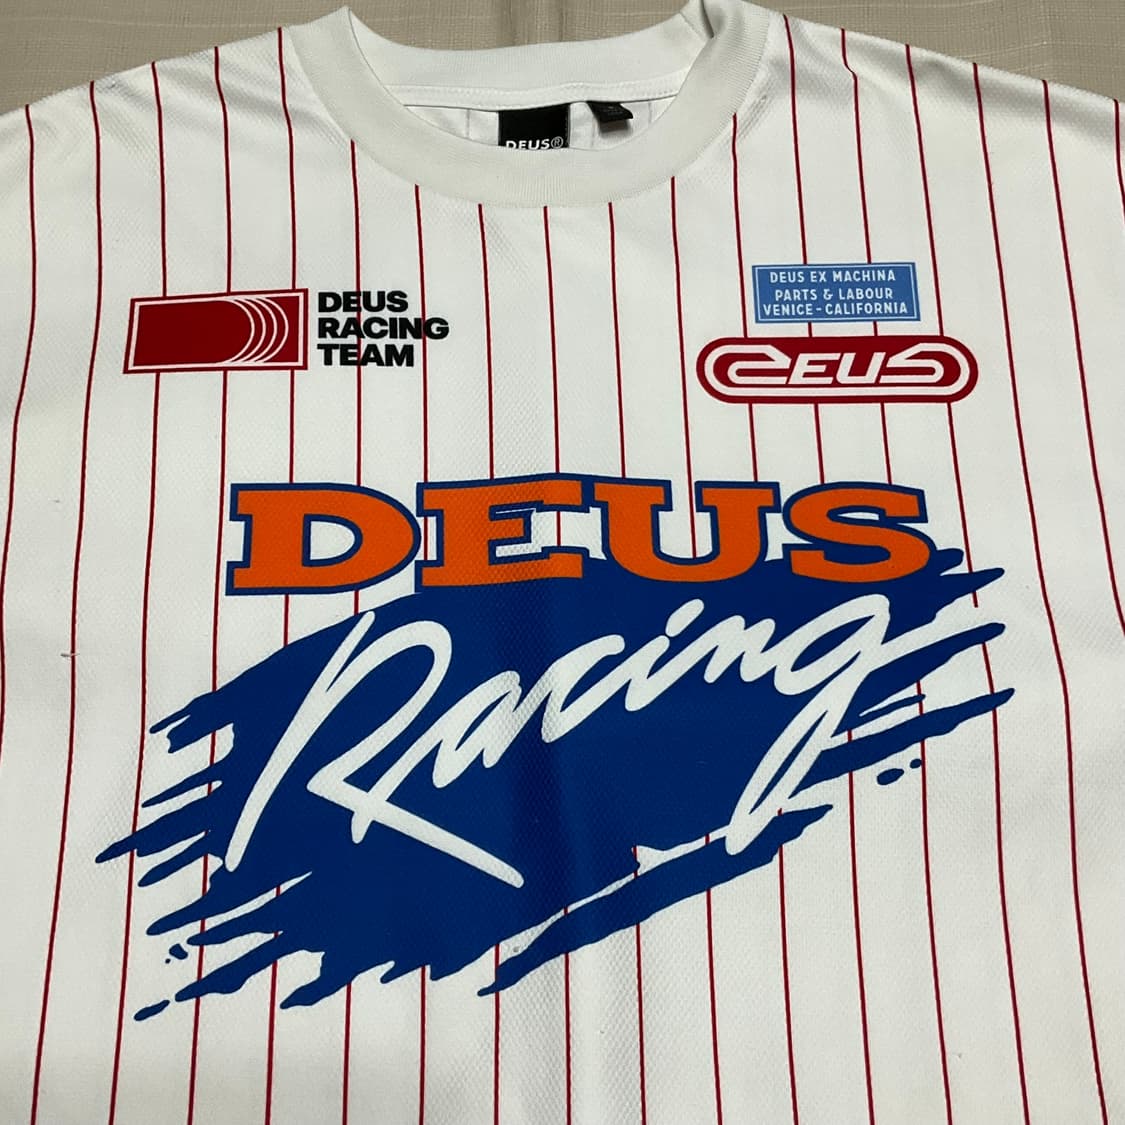 DEUS®
DEUS
RACING
TEAM
DEUS EX MACHINA
PARTS & LABOUR
VENICE-CALIFORNIA
DEUS
DEUS
Racing